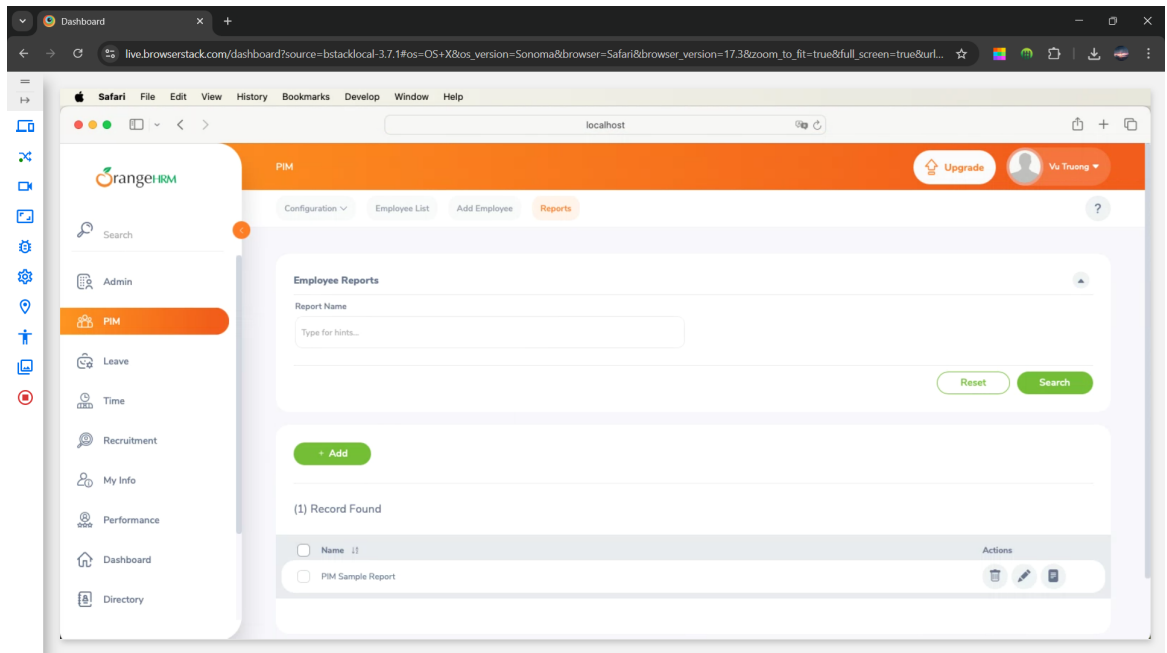 Dashboard
live.browserstack.com/dashboard?source=bstacklocal-3.7.1#os=OS+X&os_version=Sonoma&browser=Safari&browser_version=17.3&zoom_to_fit=true&full_screen=true&url...
Safari File Edit View History Bookmarks Develop Window Help
localhost
OrangeHRM
PIM
Upgrade
Vu Truong
Configuration Employee List Add Employee Reports ?
Search
Admin
PIM
Leave
Time
Recruitment
My Info
Performance
Dashboard
Directory
Employee Reports
Report Name
Type for hints...
Reset Search
+ Add
(1) Record Found
Name Actions
PIM Sample Report